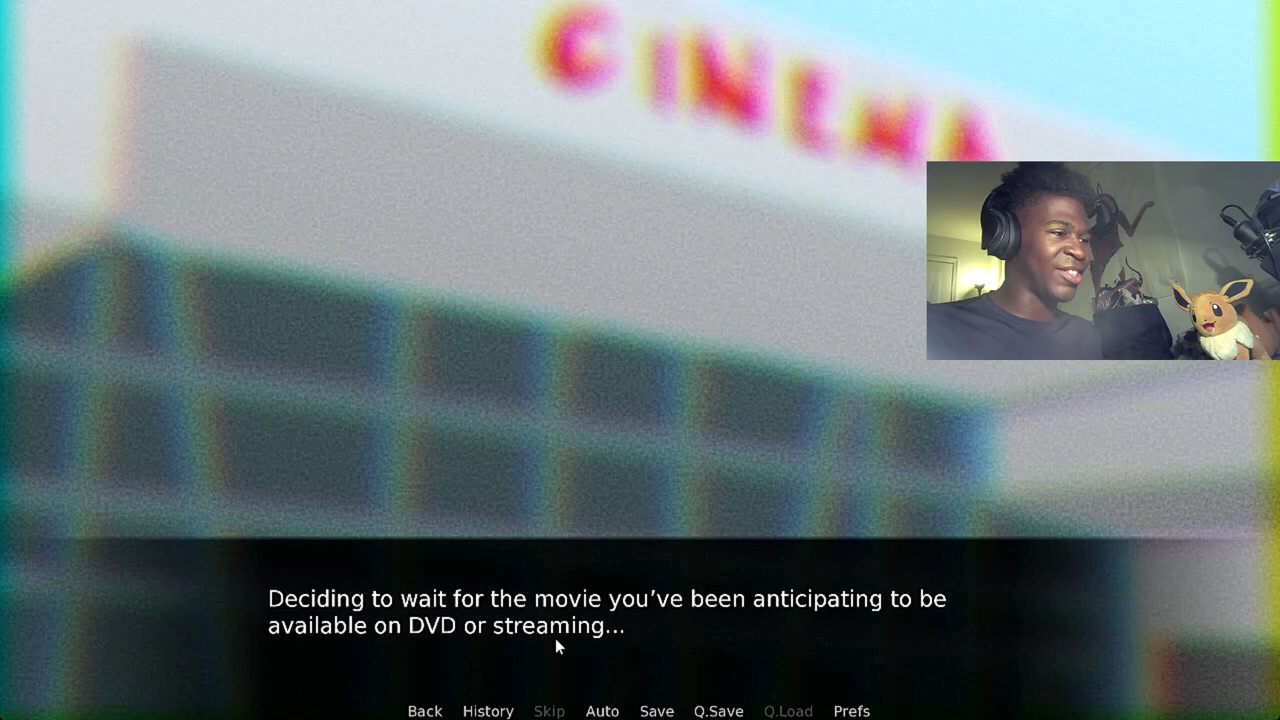 CINEMA
Deciding to wait for the movie you’ve been anticipating to be
available on DVD or streaming...
Back History Skip Auto Save Q.Save Q.Load Prefs